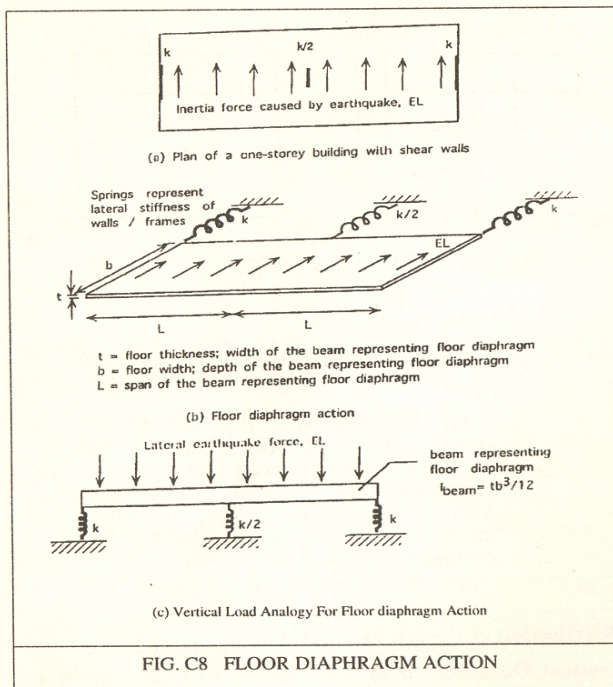 k
k/2
k
Inertia force caused by earthquake, EL
(a) Plan of a one-storey building with shear walls
Springs represent
lateral stiffness of
walls / frames
k
k/2
k
EL
b
t
L
L
t = floor thickness; width of the beam representing floor diaphragm
b = floor width; depth of the beam representing floor diaphragm
L = span of the beam representing floor diaphragm
(b) Floor diaphragm action
Lateral earthquake force, EL
beam representing
floor diaphragm
Ibeam= tb³/12
k
k/2
k
(c) Vertical Load Analogy For Floor diaphragm Action
FIG. C8 FLOOR DIAPHRAGM ACTION